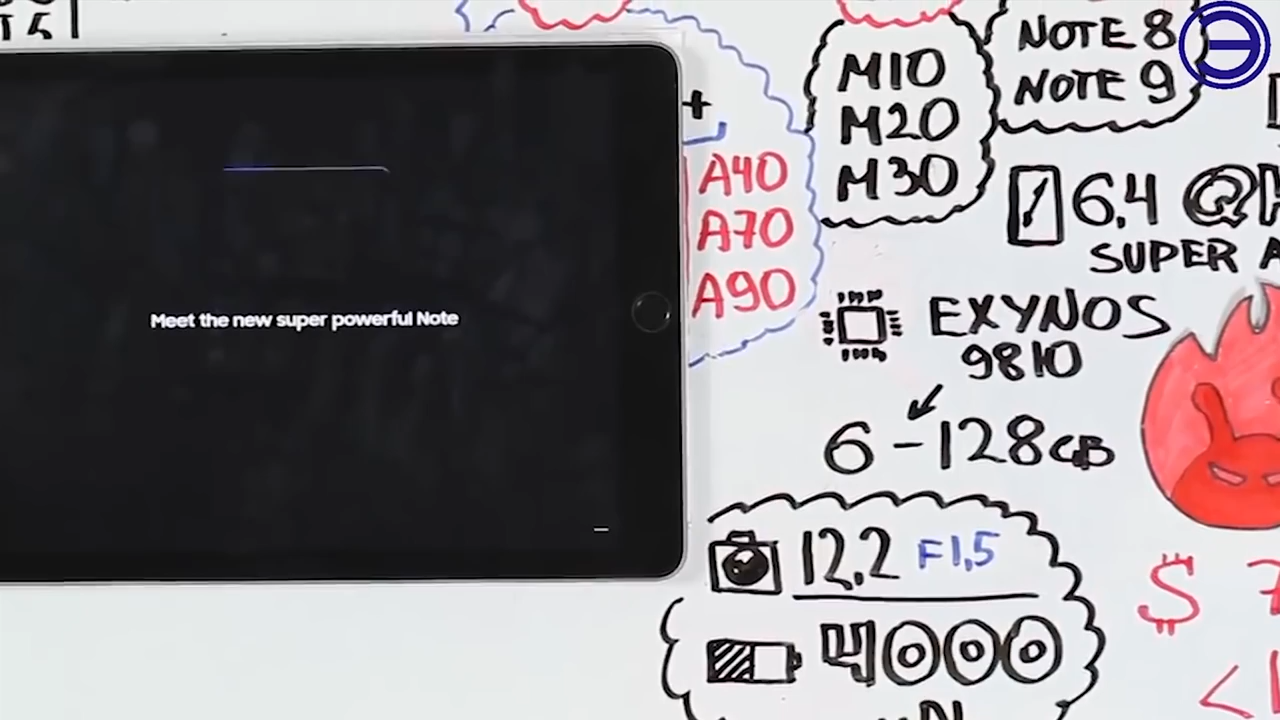 Meet the new super powerful Note
+
A40
A70
A90
M10
M20
M30
NOTE 8
NOTE 9
6,4
SUPER
EXYNOS
9810
6-128GB
12,2 F1,5
4000
$